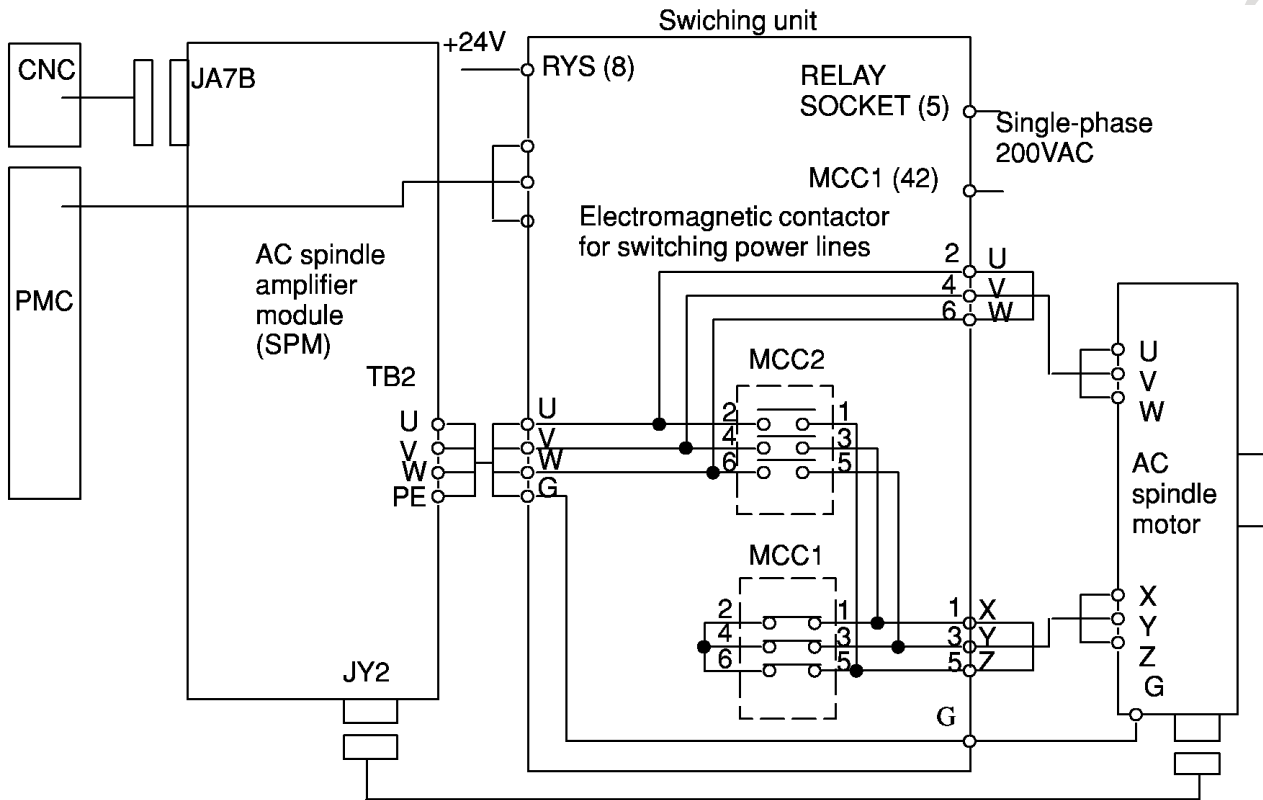 Swiching unit
CNC
JA7B
+24V
RYS (8)
RELAY
SOCKET (5)
Single-phase
200VAC
MCC1 (42)
PMC
Electromagnetic contactor
for switching power lines
AC spindle
amplifier
module
(SPM)
2 U
4 V
6 W
TB2
U
V
W
PE
U
V
W
G
MCC2
2 1
4 3
6 5
U
V
W
AC
spindle
motor
MCC1
2 1
4 3
6 5
1 X
3 Y
5 Z
X
Y
Z
G
JY2
G